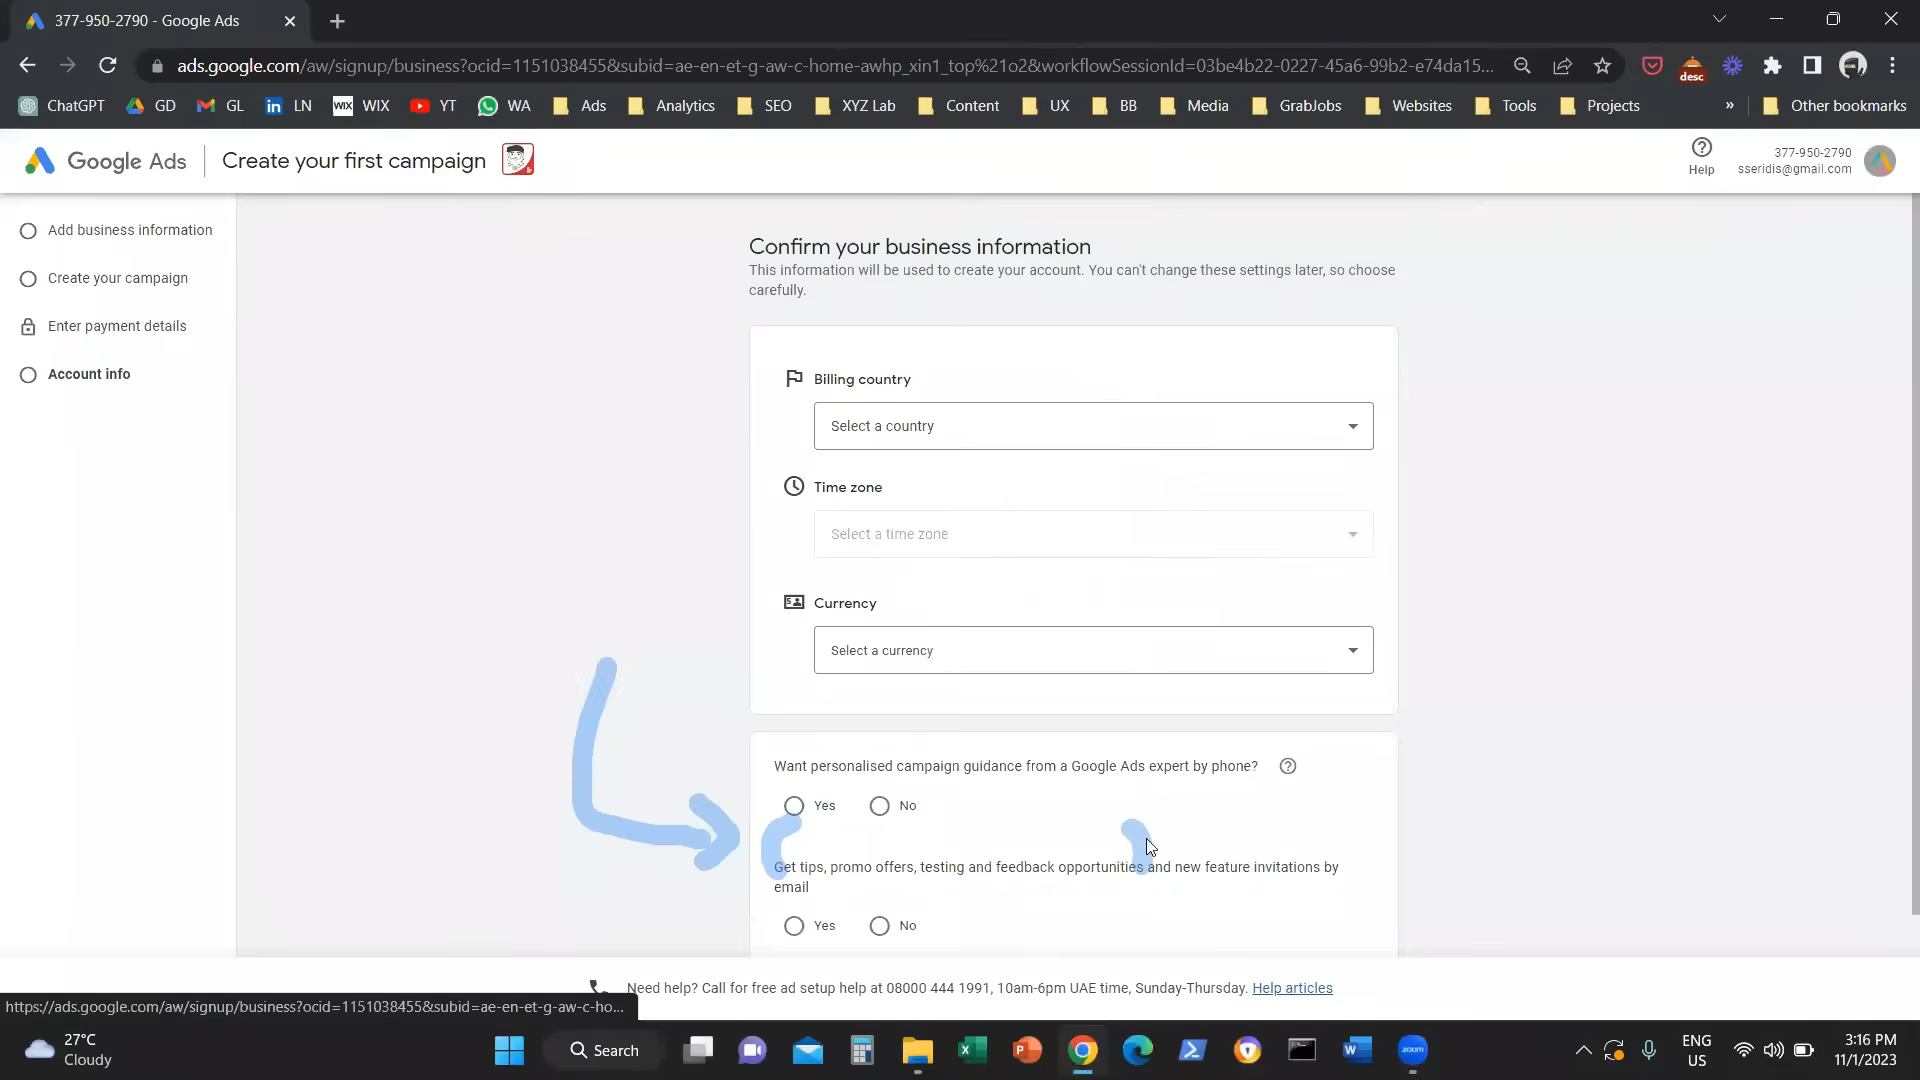 377-950-2790 - Google Ads
ads.google.com/aw/signup/business?ocid=1151038455&subid=ae-en-et-g-aw-c-home-awhp_xin1_top%21o2&workflowSessionId=03be4b22-0227-45a6-99b2-e74da15...
desc
ChatGPT GD GL LN WIX WIX YT WA Ads Analytics SEO XYZ Lab Content UX BB Media GrabJobs Websites Tools Projects » Other bookmarks
Google Ads Create your first campaign
Help
377-950-2790
sseridis@gmail.com
Add business information
Create your campaign
Enter payment details
Account info
Confirm your business information
This information will be used to create your account. You can't change these settings later, so choose
carefully.
Billing country
Select a country
Time zone
Select a time zone
Currency
Select a currency
Want personalised campaign guidance from a Google Ads expert by phone?
Yes No
Get tips, promo offers, testing and feedback opportunities and new feature invitations by
email
Yes No
Need help? Call for free ad setup help at 08000 444 1991, 10am-6pm UAE time, Sunday-Thursday. Help articles
https://ads.google.com/aw/signup/business?ocid=1151038455&subid=ae-en-et-g-aw-c-ho...
27°C
Cloudy
Search
zoom
ENG
US
3:16 PM
11/1/2023